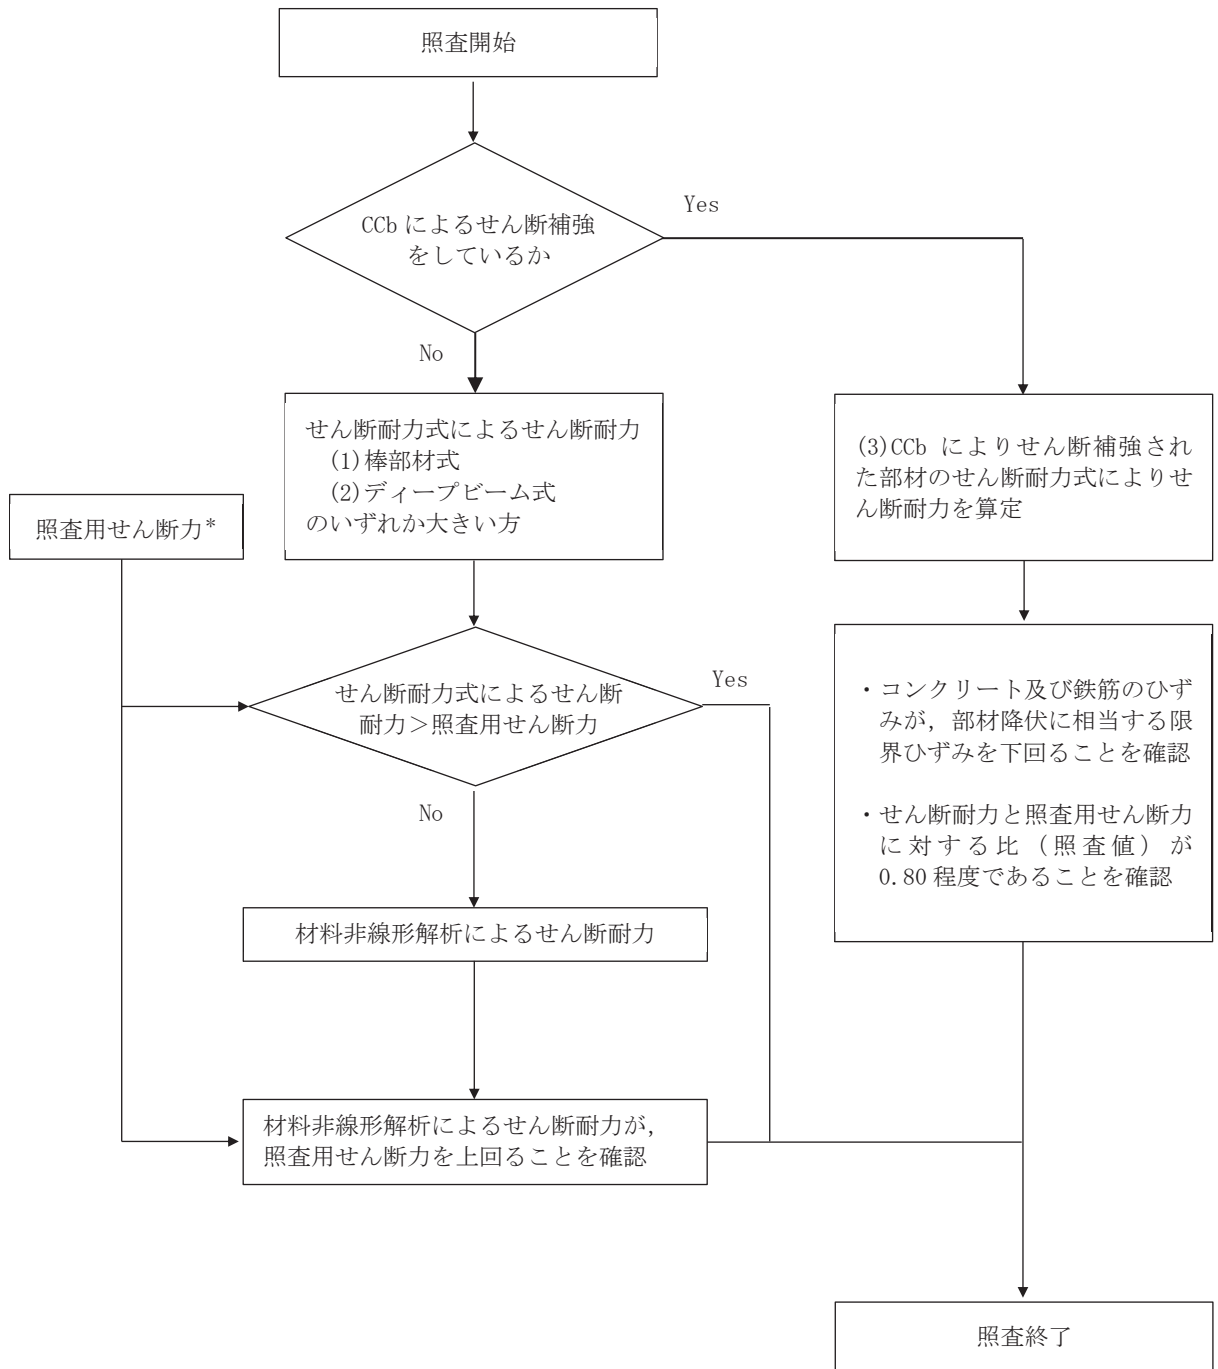 照査開始
CCb によるせん断補強
をしているか
Yes
No
せん断耐力式によるせん断耐力
(1)棒部材式
(2)ディープビーム式
のいずれか大きい方
(3)CCb によりせん断補強され
た部材のせん断耐力式によりせ
ん断耐力を算定
照査用せん断力*
せん断耐力式によるせん断
耐力＞照査用せん断力
Yes
No
・コンクリート及び鉄筋のひず
みが，部材降伏に相当する限
界ひずみを下回ることを確認
・せん断耐力と照査用せん断力
に対する比（照査値）が
0.80 程度であることを確認
材料非線形解析によるせん断耐力
材料非線形解析によるせん断耐力が，
照査用せん断力を上回ることを確認
照査終了